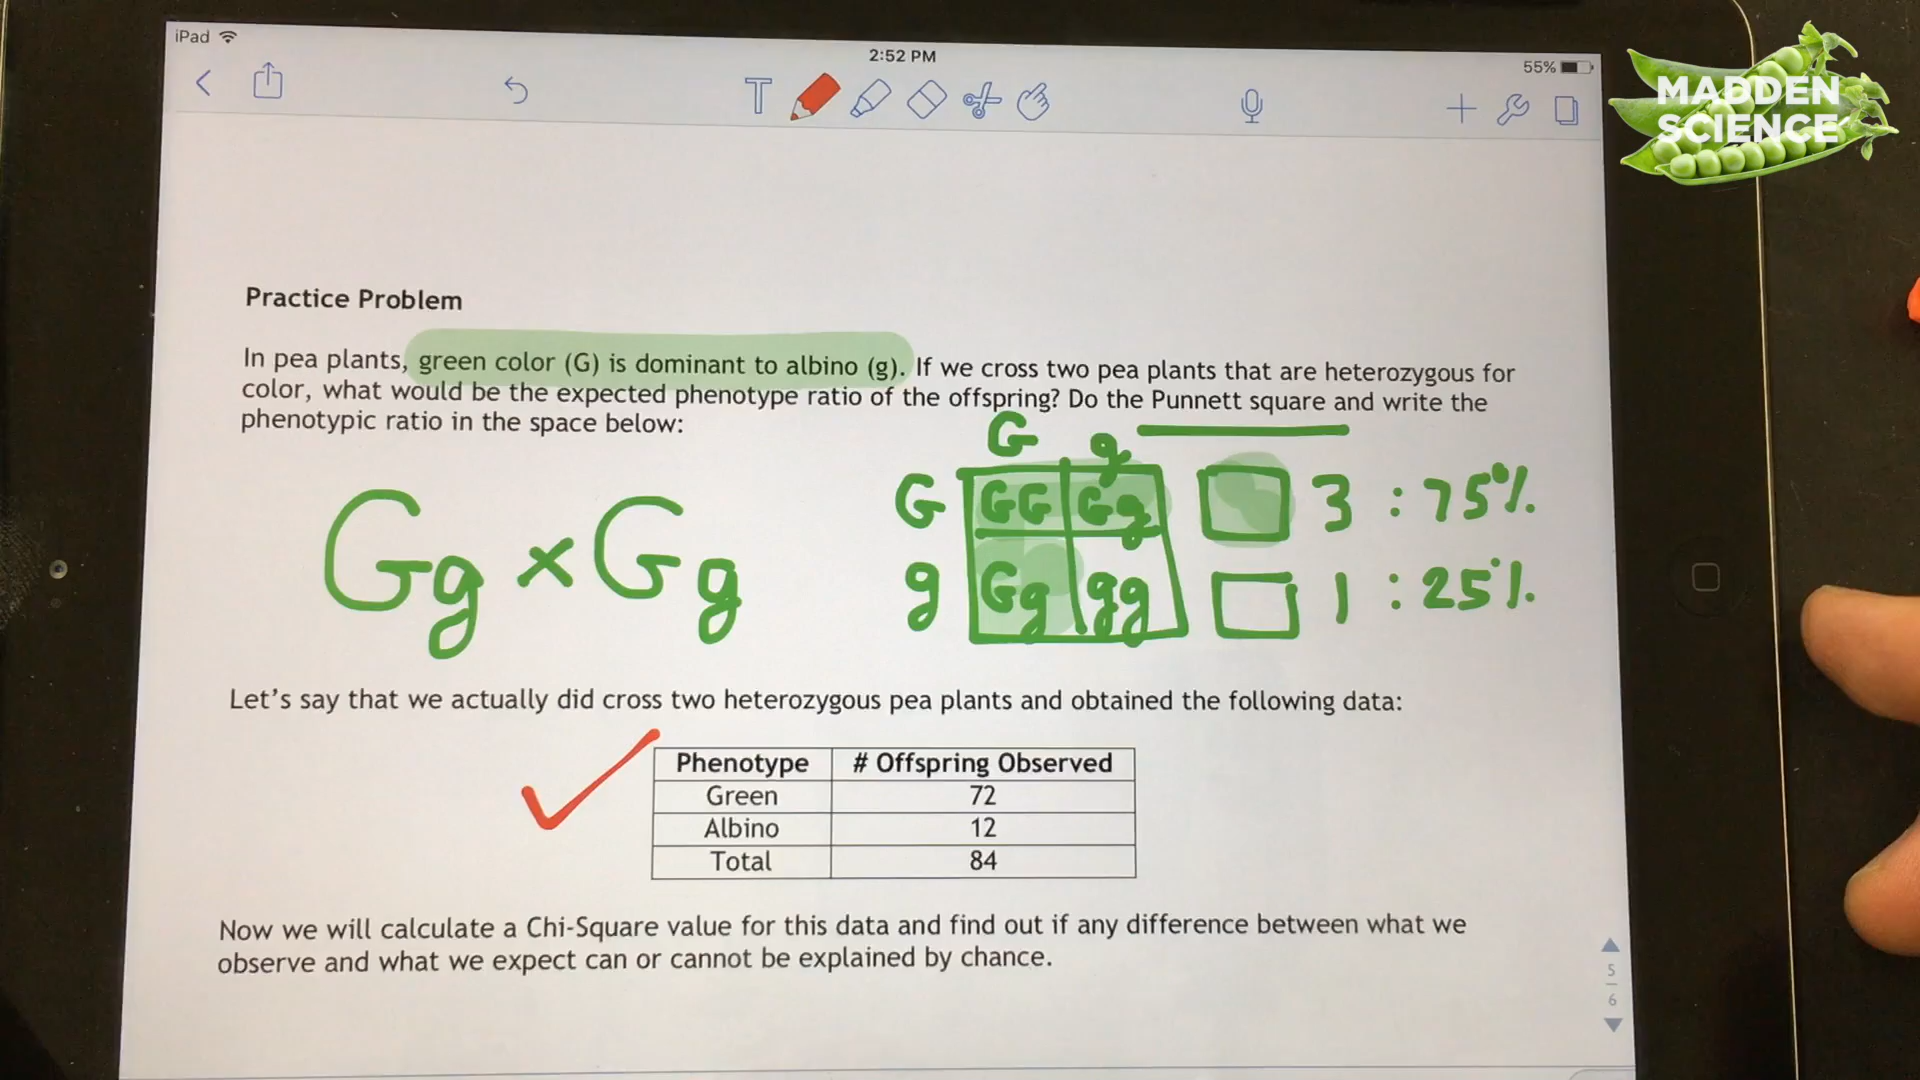 iPad
2:52 PM
55%
MADDEN
SCIENCE
T
Practice Problem
In pea plants, green color (G) is dominant to albino (g). If we cross two pea plants that are heterozygous for
color, what would be the expected phenotype ratio of the offspring? Do the Punnett square and write the
phenotypic ratio in the space below:
G g
G GG Gg 3 : 75%
Gg x Gg
g Gg gg 1 : 25%
Let's say that we actually did cross two heterozygous pea plants and obtained the following data:
Phenotype # Offspring Observed
Green 72
Albino 12
Total 84
Now we will calculate a Chi-Square value for this data and find out if any difference between what we
observe and what we expect can or cannot be explained by chance.
5
6